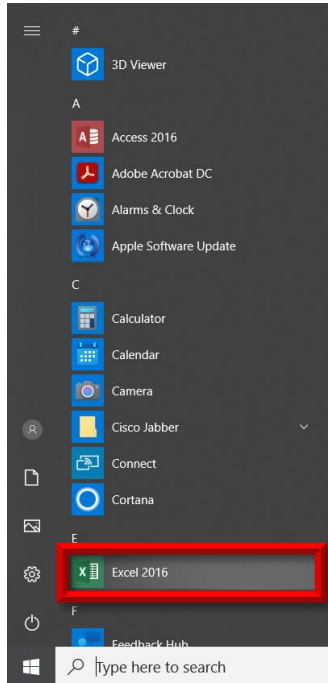 #
3D Viewer
A
Access 2016
Adobe Acrobat DC
Alarms & Clock
Apple Software Update
C
Calculator
Calendar
Camera
Cisco Jabber
Connect
Cortana
E
Excel 2016
F
Feedback Hub
Type here to search